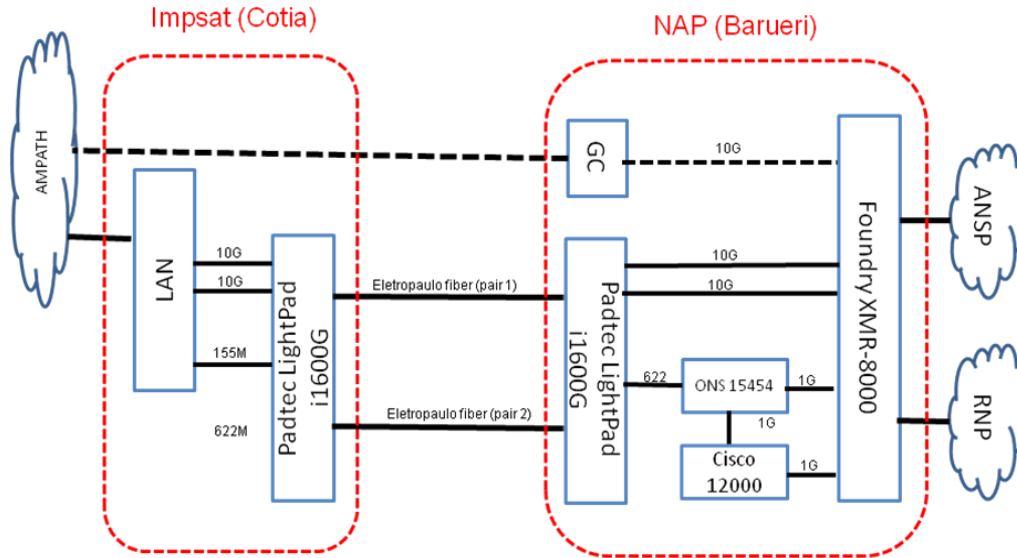 Impsat (Cotia)
NAP (Barueri)
AMPATH
GC
10G
LAN
10G
10G
155M
622M
Padtec LightPad
i1600G
Eletropaulo fiber (pair 1)
Eletropaulo fiber (pair 2)
Padtec LightPad
i1600G
10G
10G
622
ONS 15454
1G
1G
Cisco
12000
1G
Foundry XMR-8000
ANSP
RNP